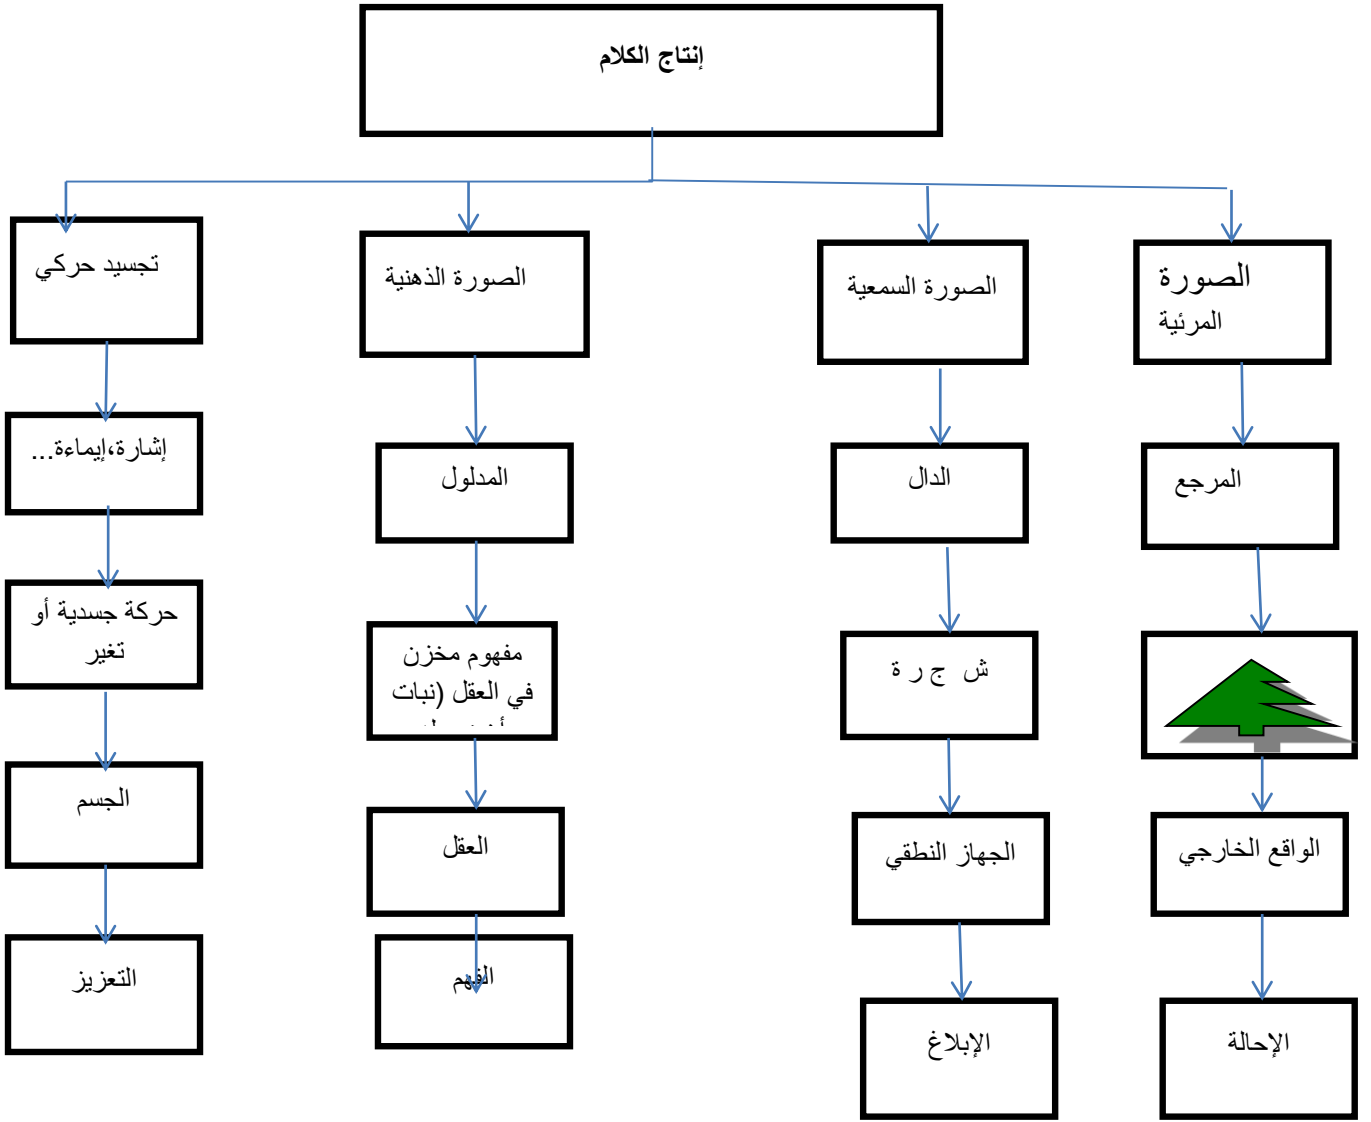 إنتاج الكلام
الصورة
المرئية
الصورة السمعية
الصورة الذهنية
تجسيد حركي
المرجع
الدال
المدلول
إشارة،إيماءة...
ش ج ر ة
مفهوم مخزن
في العقل (نبات
حركة جسدية أو
تغير
الواقع الخارجي
الجهاز النطقي
العقل
الجسم
الإحالة
الإبلاغ
الفهم
التعزيز